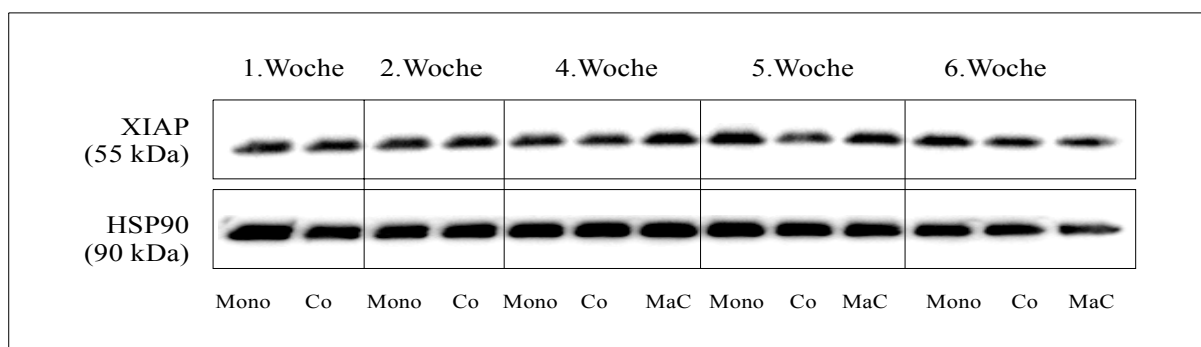 1.Woche 2.Woche 4.Woche 5.Woche 6.Woche
XIAP
(55 kDa)
HSP90
(90 kDa)
Mono Co Mono Co Mono Co MaC Mono Co MaC Mono Co MaC